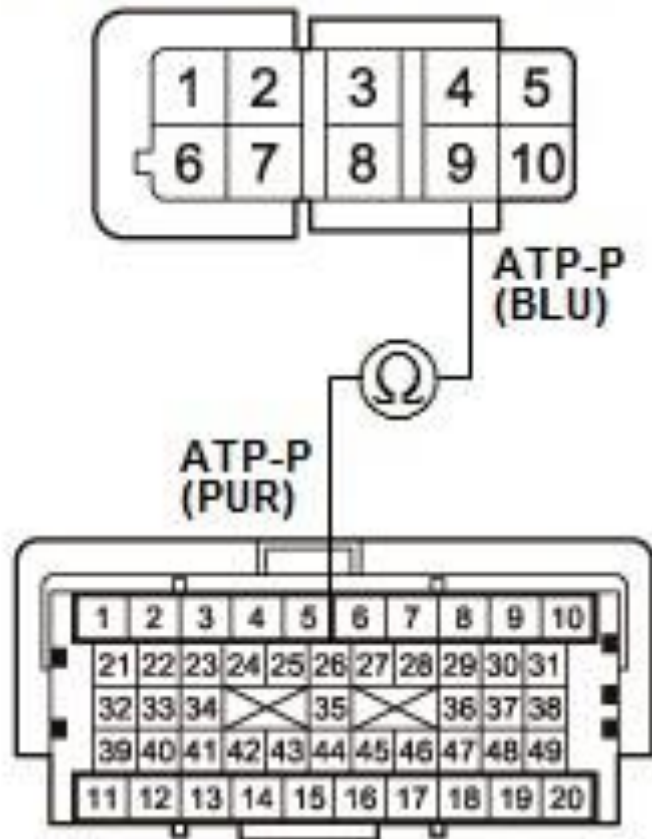 1 2 3 4 5
6 7 8 9 10
ATP-P
(BLU)
Ω
ATP-P
(PUR)
1 2 3 4 5 6 7 8 9 10
21 22 23 24 25 26 27 28 29 30 31
32 33 34 35 36 37 38
39 40 41 42 43 44 45 46 47 48 49
11 12 13 14 15 16 17 18 19 20